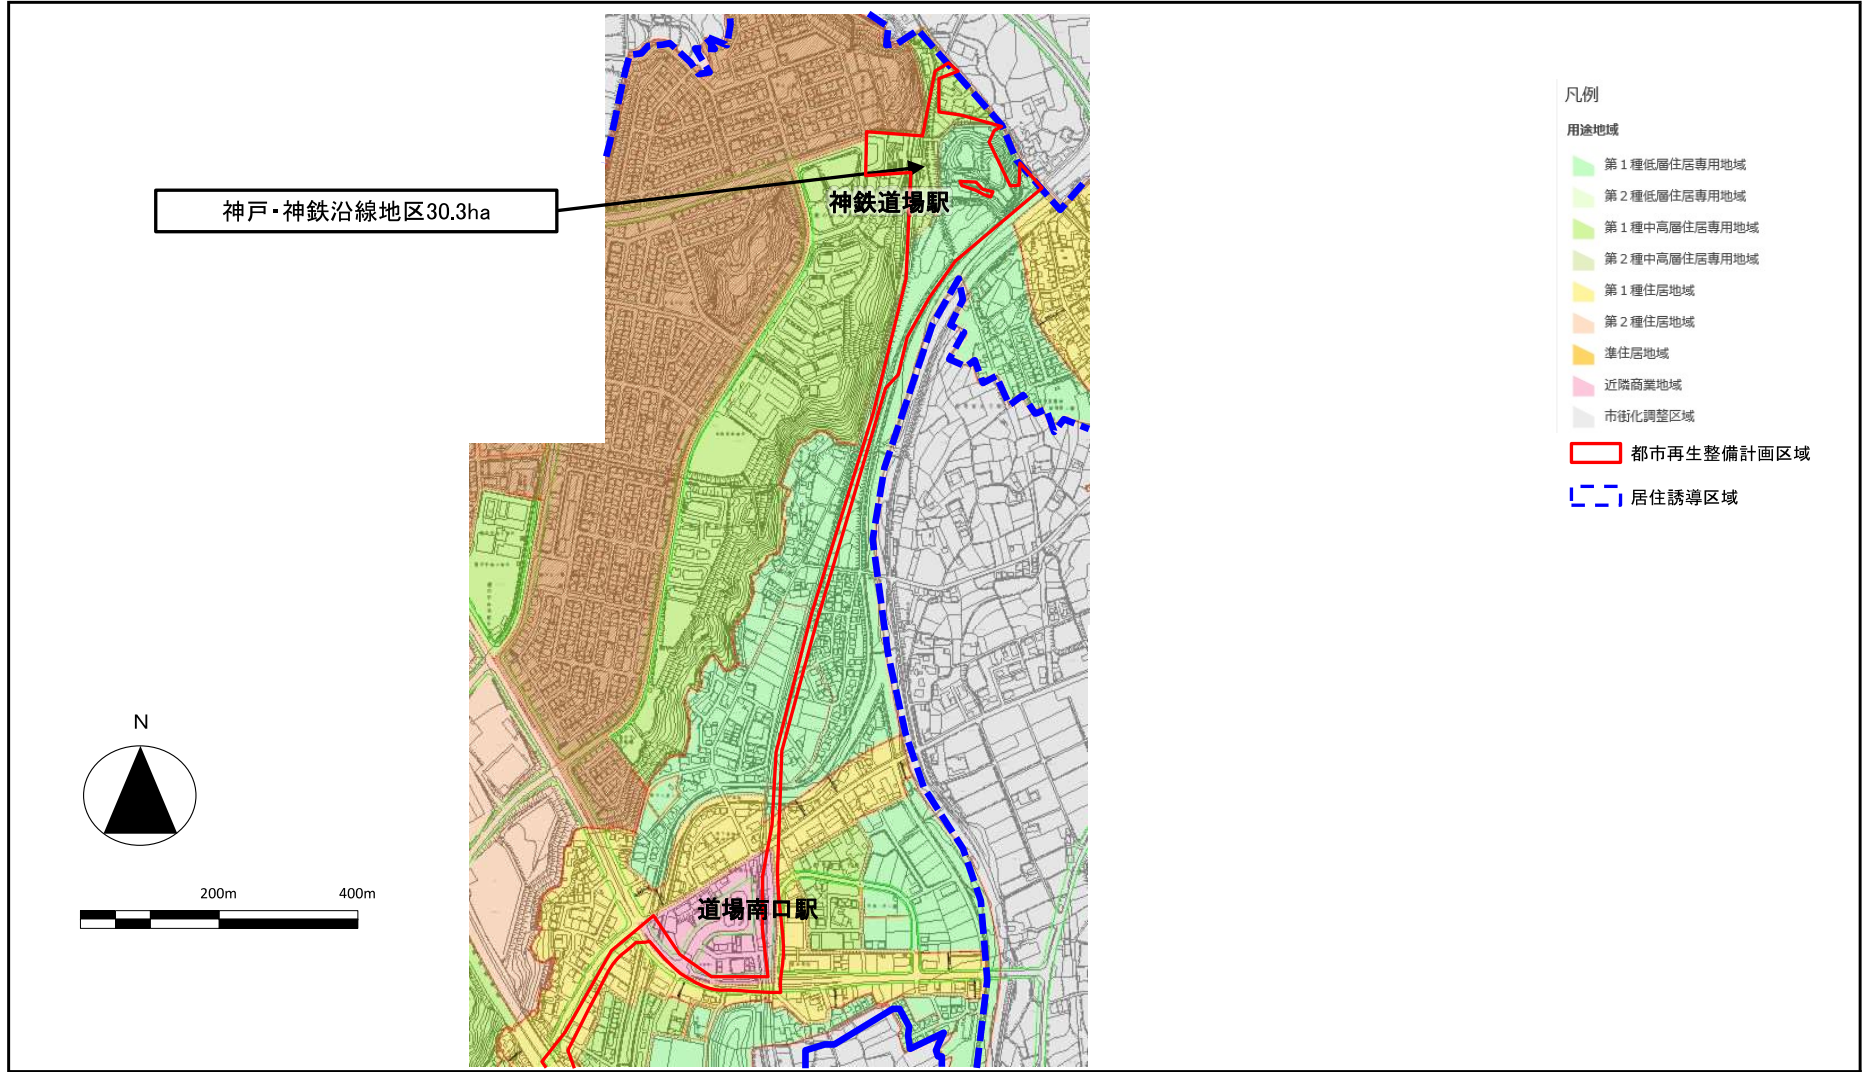 神戸・神鉄沿線地区30.3ha
神鉄道場駅
道場南口駅
N
200m
400m
凡例
用途地域
第1種低層住居専用地域
第2種低層住居専用地域
第1種中高層住居専用地域
第2種中高層住居専用地域
第1種住居地域
第2種住居地域
準住居地域
近隣商業地域
市街化調整区域
都市再生整備計画区域
居住誘導区域